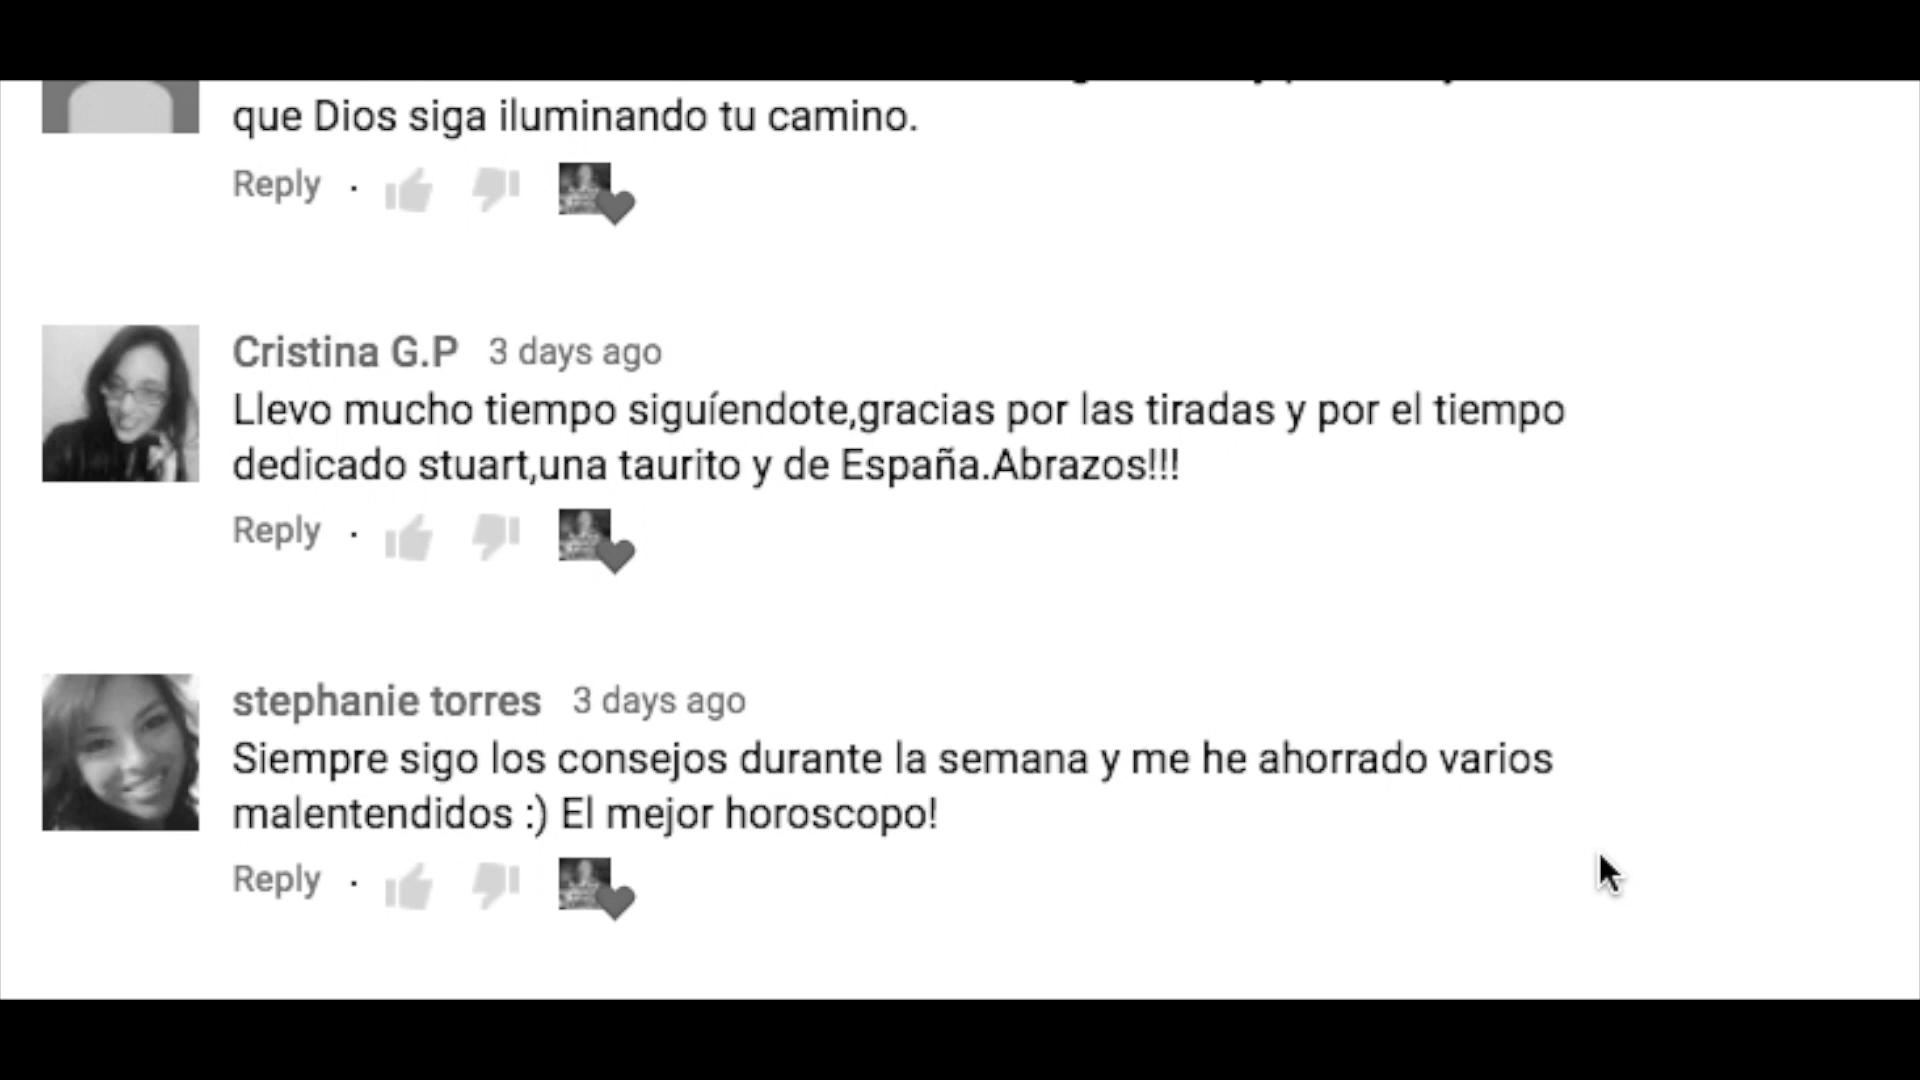 que Dios siga iluminando tu camino.
Reply ·
Cristina G.P 3 days ago
Llevo mucho tiempo siguíendote,gracias por las tiradas y por el tiempo
dedicado stuart,una taurito y de España.Abrazos!!!
Reply ·
stephanie torres 3 days ago
Siempre sigo los consejos durante la semana y me he ahorrado varios
malentendidos :) El mejor horoscopo!
Reply ·